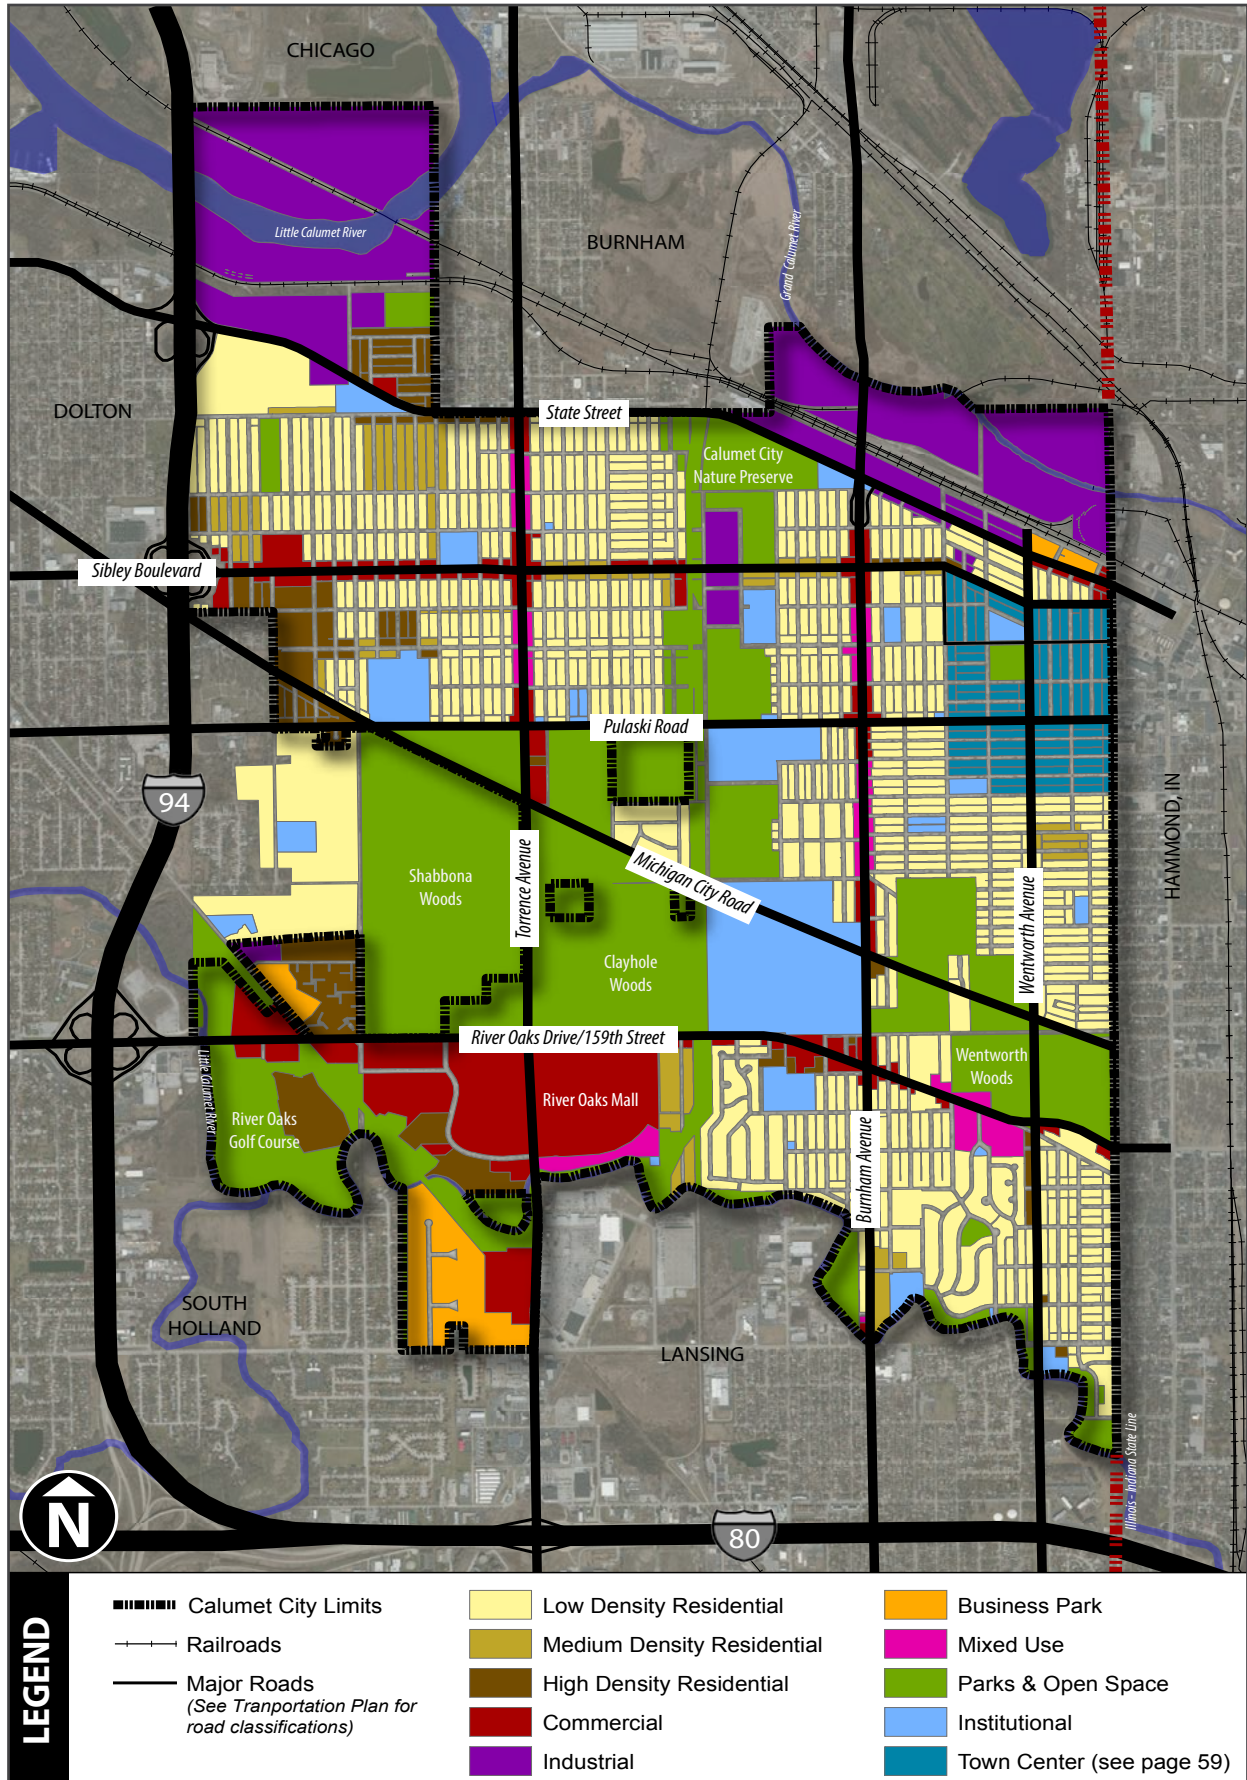 CHICAGO
Little Calumet River
BURNHAM
Grand Calumet River
DOLTON
State Street
Calumet City
Nature Preserve
Sibley Boulevard
Pulaski Road
94
HAMMOND, IN
Shabbona
Woods
Torrence Avenue
Michigan City Road
Wentworth Avenue
Clayhole
Woods
River Oaks Drive/159th Street
Wentworth
Woods
Little Calumet River
River Oaks Mall
River Oaks
Golf Course
Burnham Avenue
SOUTH
HOLLAND
LANSING
Illinois - Indiana State Line
N
80
LEGEND
Calumet City Limits
Railroads
Major Roads
(See Tranportation Plan for
road classifications)
Low Density Residential
Medium Density Residential
High Density Residential
Commercial
Industrial
Business Park
Mixed Use
Parks & Open Space
Institutional
Town Center (see page 59)